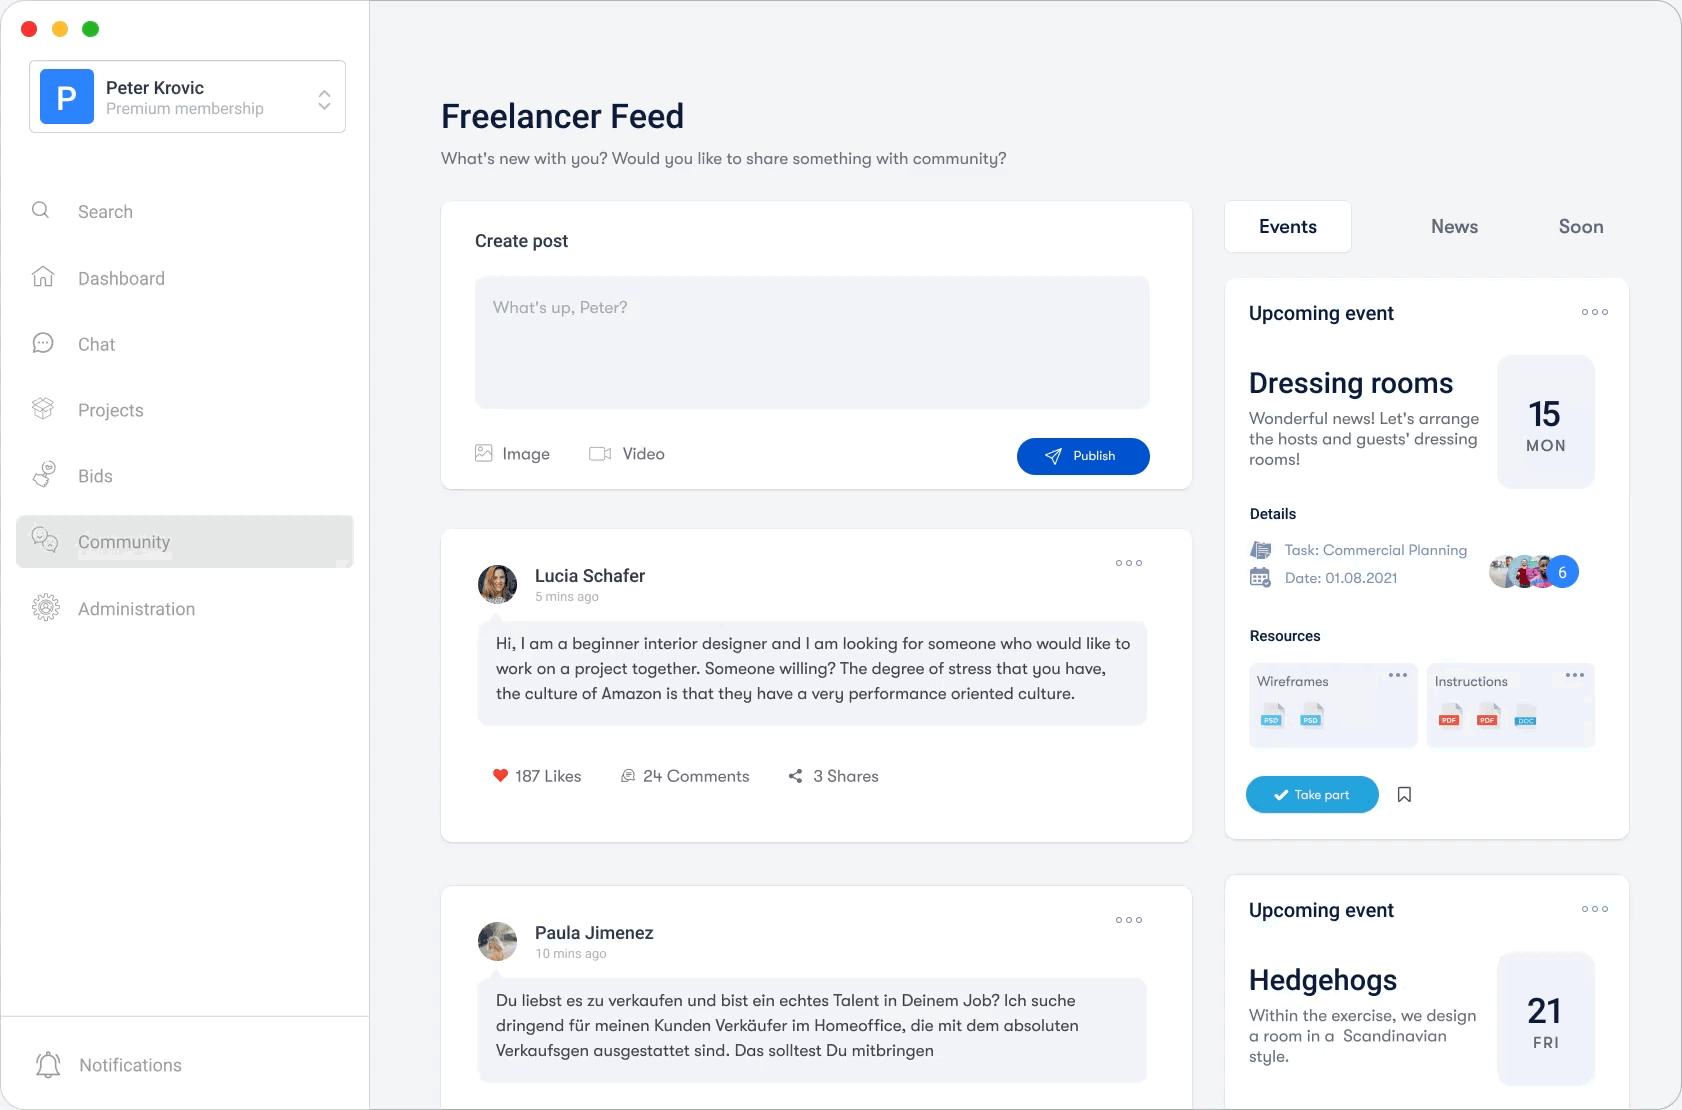 P
Peter Krovic
Premium membership
Search
Dashboard
Chat
Projects
Bids
Community
Administration
Notifications
Freelancer Feed
What's new with you? Would you like to share something with community?
Create post
What's up, Peter?
Image
Video
Publish
Lucia Schafer
5 mins ago
Hi, I am a beginner interior designer and I am looking for someone who would like to
work on a project together. Someone willing? The degree of stress that you have,
the culture of Amazon is that they have a very performance oriented culture.
187 Likes
24 Comments
3 Shares
Paula Jimenez
10 mins ago
Du liebst es zu verkaufen und bist ein echtes Talent in Deinem Job? Ich suche
dringend für meinen Kunden Verkäufer im Homeoffice, die mit dem absoluten
Verkaufsgen ausgestattet sind. Das solltest Du mitbringen
Events
News
Soon
Upcoming event
Dressing rooms
Wonderful news! Let's arrange
the hosts and guests' dressing
rooms!
15
MON
Details
Task: Commercial Planning
Date: 01.08.2021
6
Resources
Wireframes
PSD
PSD
Instructions
PDF
PDF
DOC
Take part
Upcoming event
Hedgehogs
Within the exercise, we design
a room in a Scandinavian
style.
21
FRI